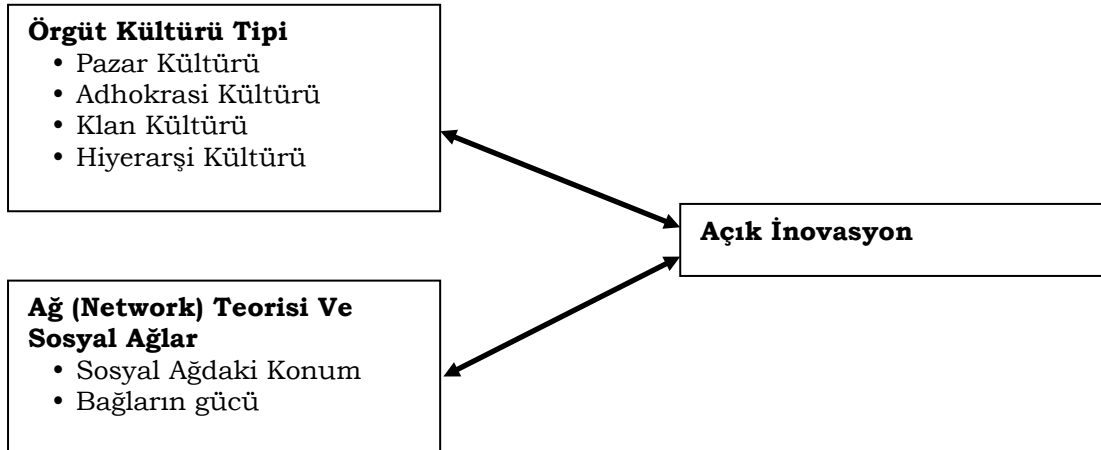 Örgüt Kültürü Tipi
• Pazar Kültürü
• Adhokrasi Kültürü
• Klan Kültürü
• Hiyerarşi Kültürü
Açık İnovasyon
Ağ (Network) Teorisi Ve
Sosyal Ağlar
• Sosyal Ağdaki Konum
• Bağların gücü